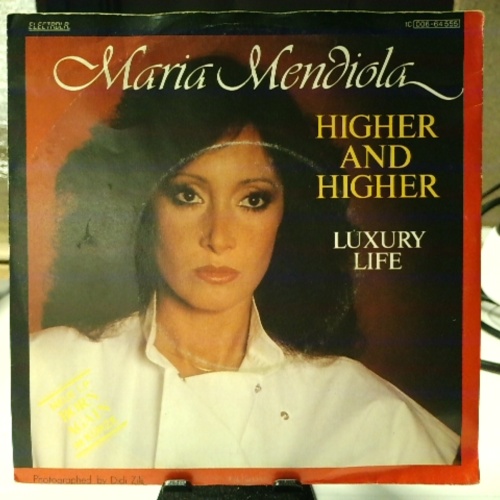 ELECTROLA
1C 006-64 555
Maria Mendiola
HIGHER
AND
HIGHER
LUXURY
LIFE
Photographed by Didi Zill